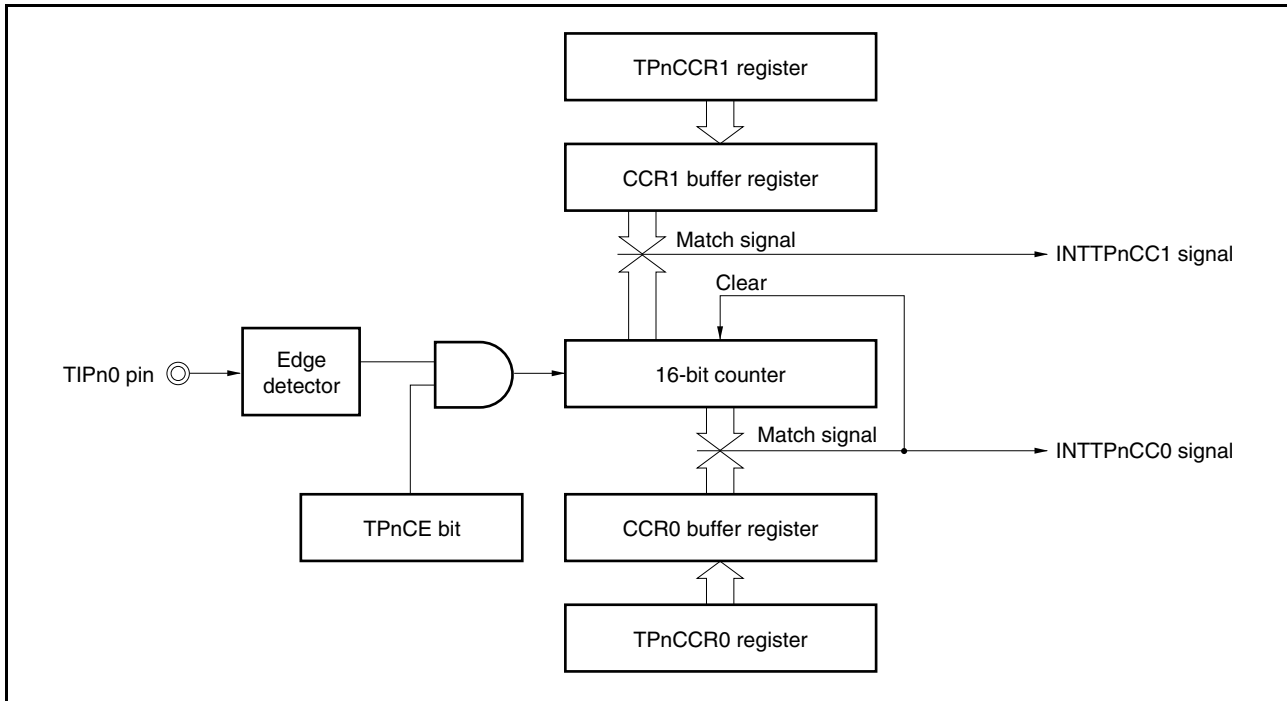 TPnCCR1 register
CCR1 buffer register
Match signal
INTTPnCC1 signal
Clear
TIPn0 pin
Edge
detector
16-bit counter
Match signal
INTTPnCC0 signal
TPnCE bit
CCR0 buffer register
TPnCCR0 register